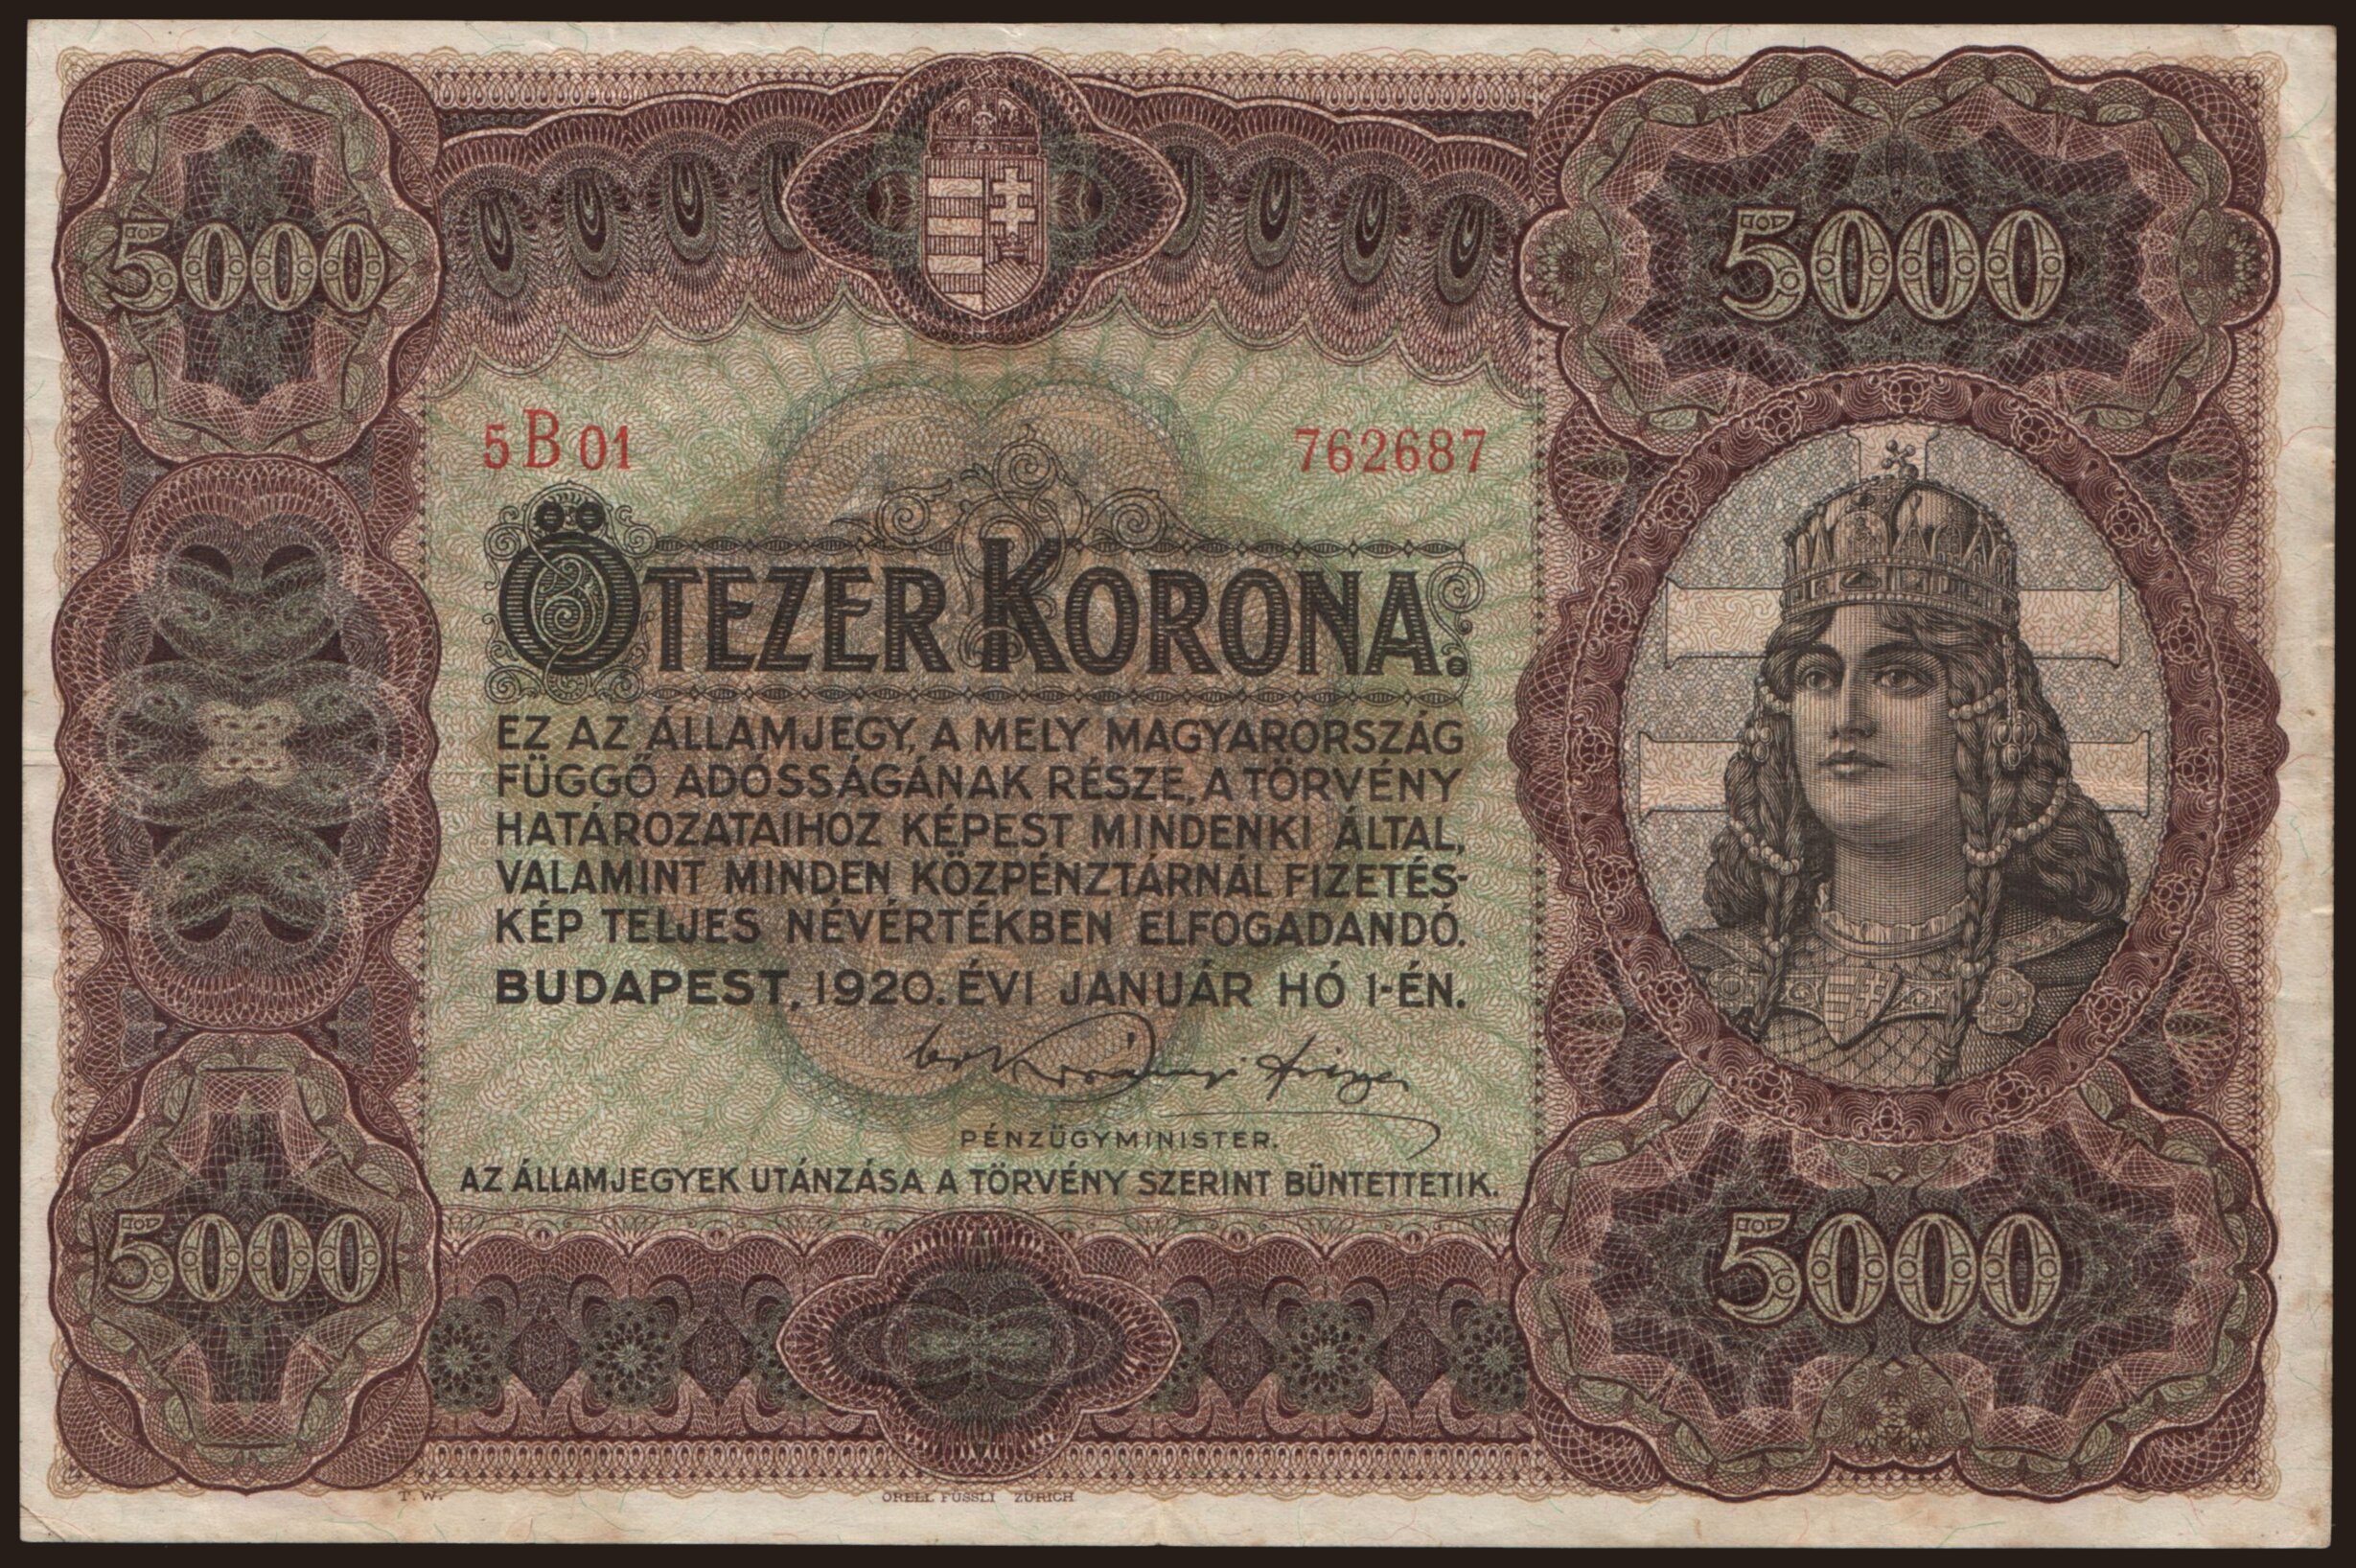 5000
5000
5B01 762687
ÖTEZER KORONA.
EZ AZ ÁLLAMJEGY, A MELY MAGYARORSZÁG
FÜGGŐ ADÓSSÁGÁNAK RÉSZE, A TÖRVÉNY
HATÁROZATAIHOZ KÉPEST MINDENKI ÁLTAL,
VALAMINT MINDEN KÖZPÉNZTÁRNÁL FIZETÉS-
KÉP TELJES NÉVÉRTÉKBEN ELFOGADANDÓ.
BUDAPEST, 1920. ÉVI JANUÁR HÓ 1-ÉN.
Korányi
PÉNZÜGYMINISTER.
AZ ÁLLAMJEGYEK UTÁNZÁSA A TÖRVÉNY SZERINT BÜNTETTETIK.
5000
5000
T. W.
ORELL FÜSSLI ZÜRICH